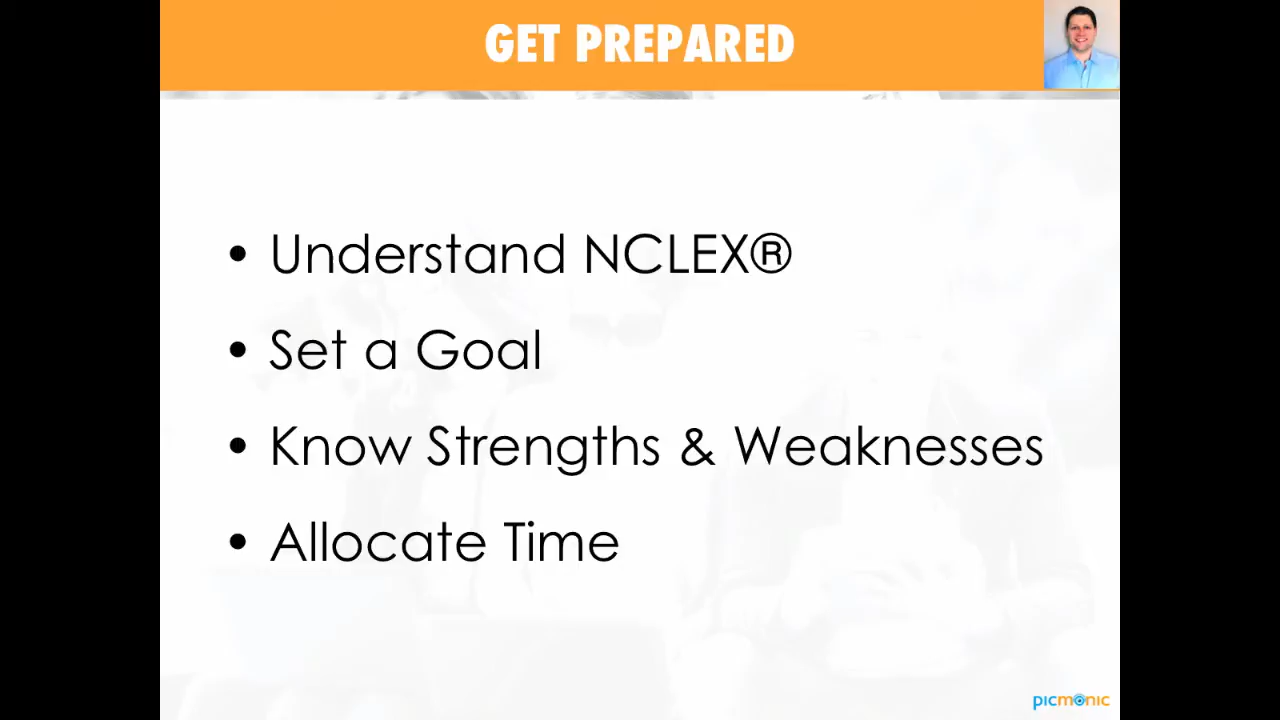 GET PREPARED
• Understand NCLEX®
• Set a Goal
• Know Strengths & Weaknesses
• Allocate Time
picmonic